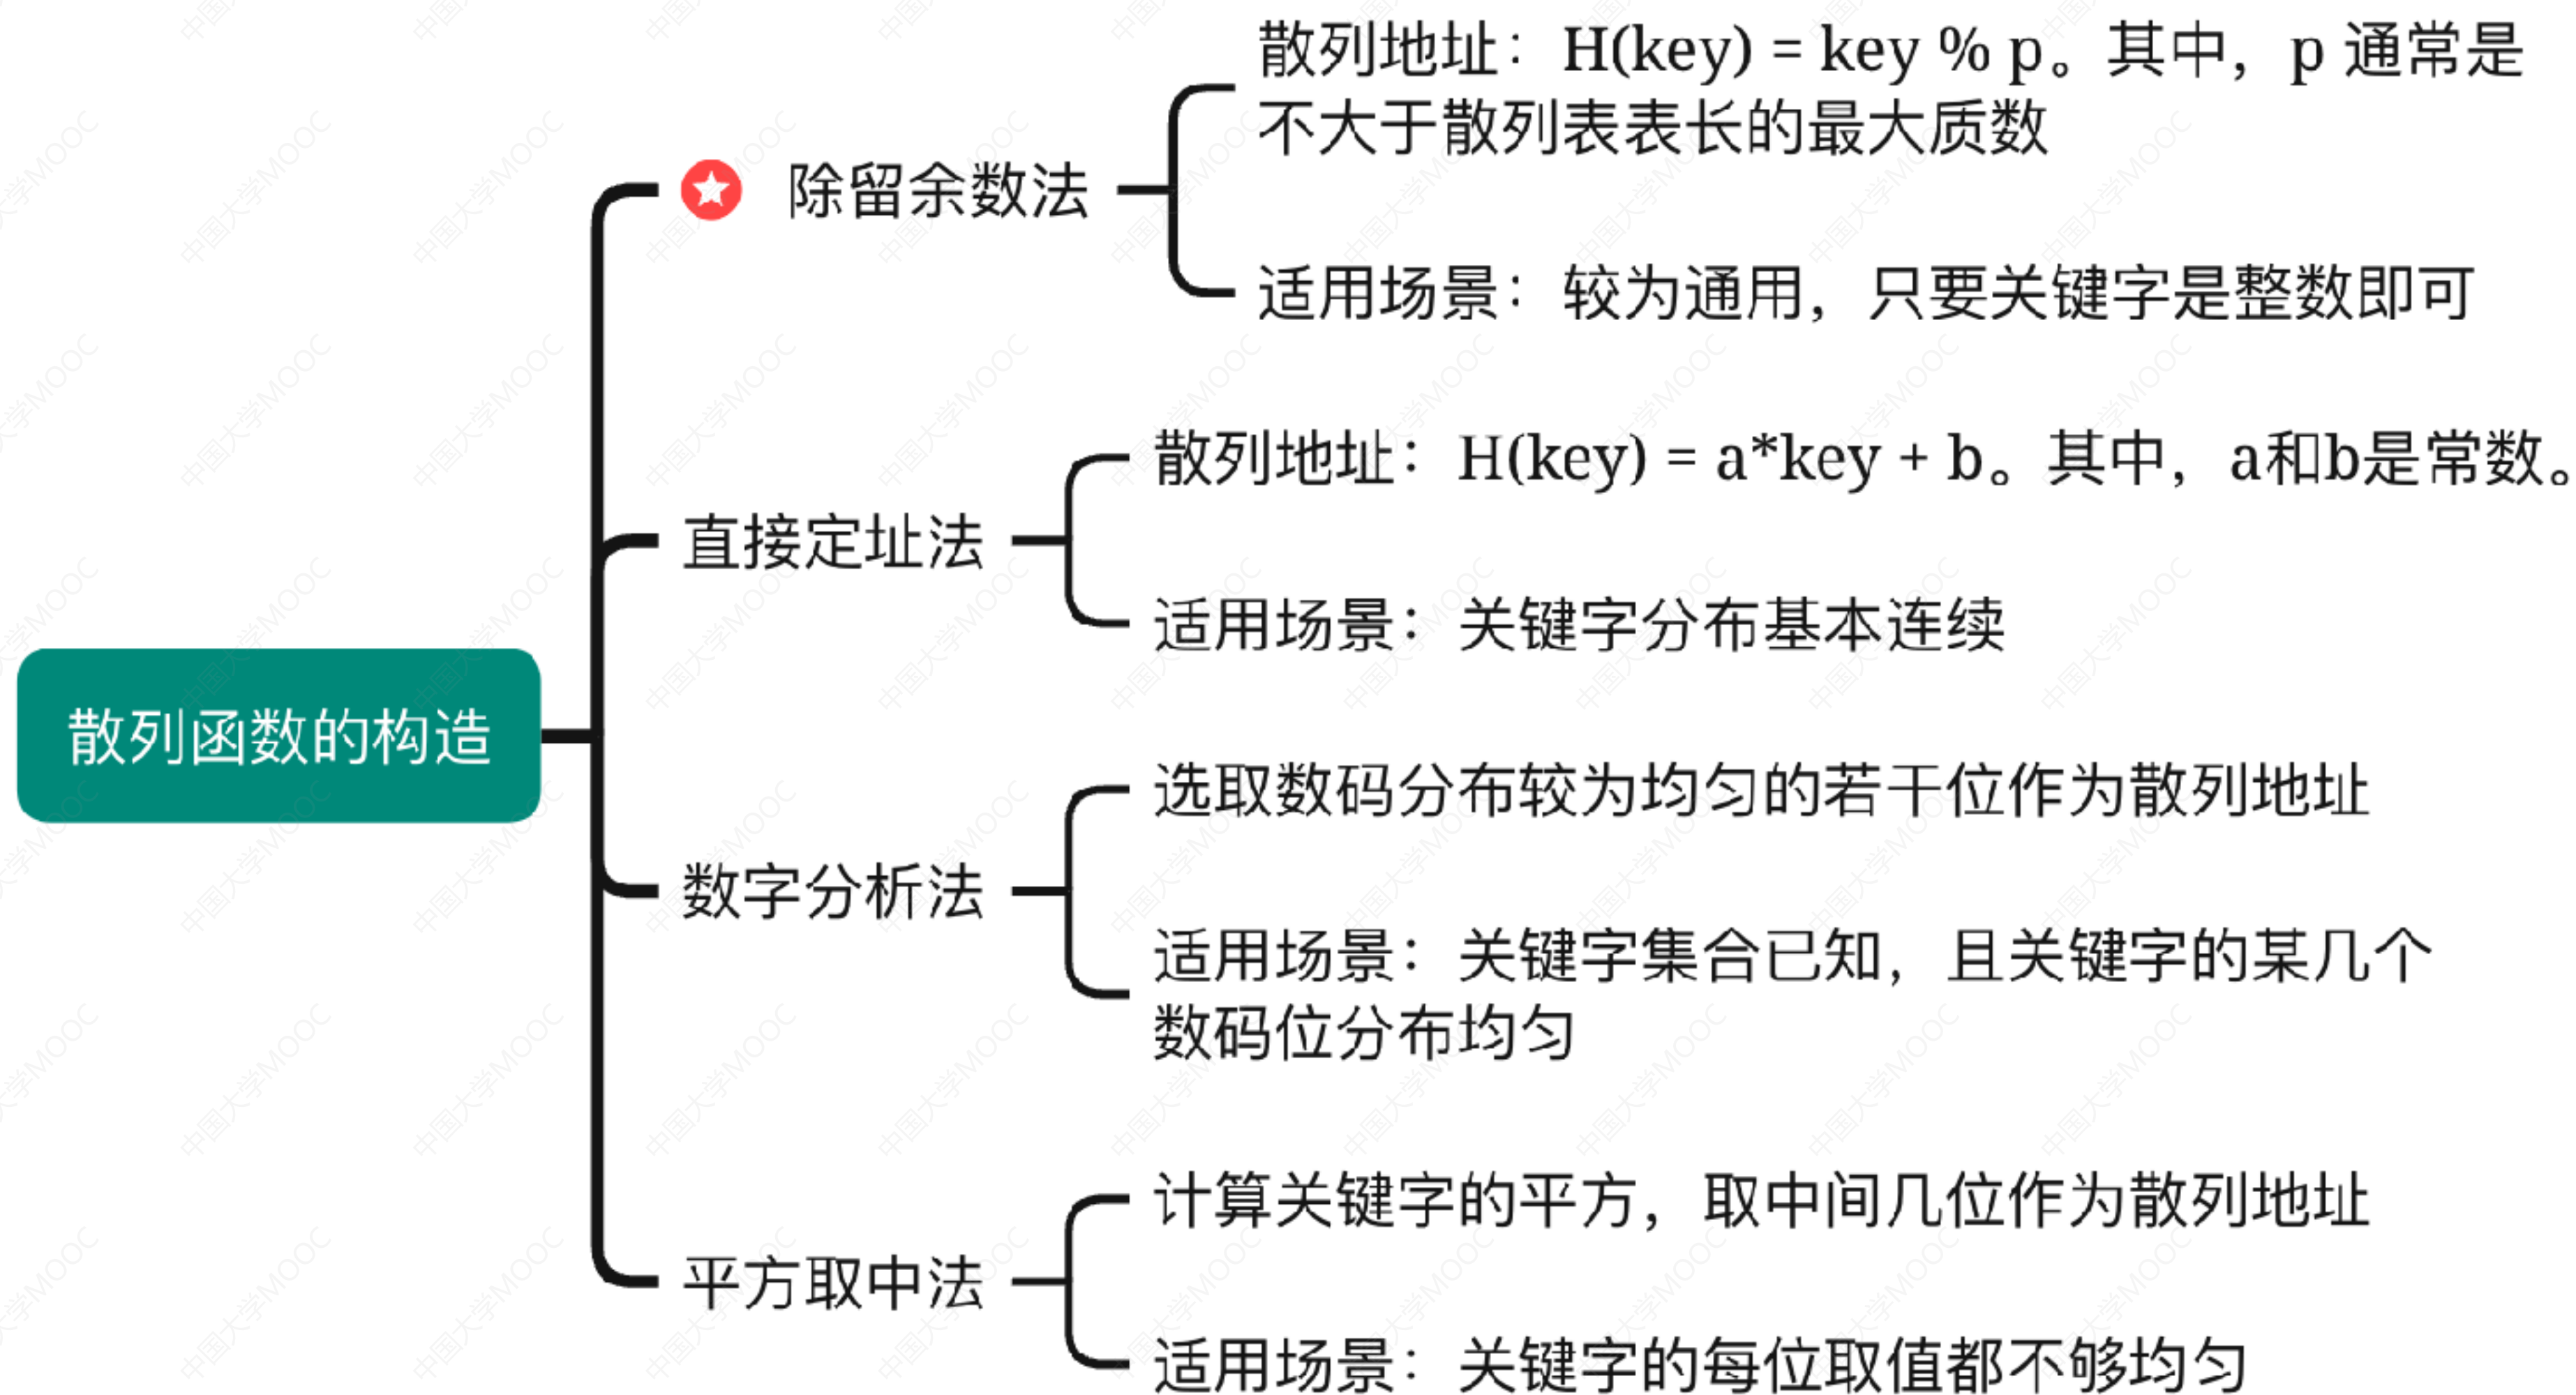 散列函数的构造
除留余数法
散列地址：H(key) = key % p。其中，p 通常是
不大于散列表表长的最大质数
适用场景：较为通用，只要关键字是整数即可
直接定址法
散列地址：H(key) = a*key + b。其中，a和b是常数。
适用场景：关键字分布基本连续
数字分析法
选取数码分布较为均匀的若干位作为散列地址
适用场景：关键字集合已知，且关键字的某几个
数码位分布均匀
平方取中法
计算关键字的平方，取中间几位作为散列地址
适用场景：关键字的每位取值都不够均匀
中国大学MOOC